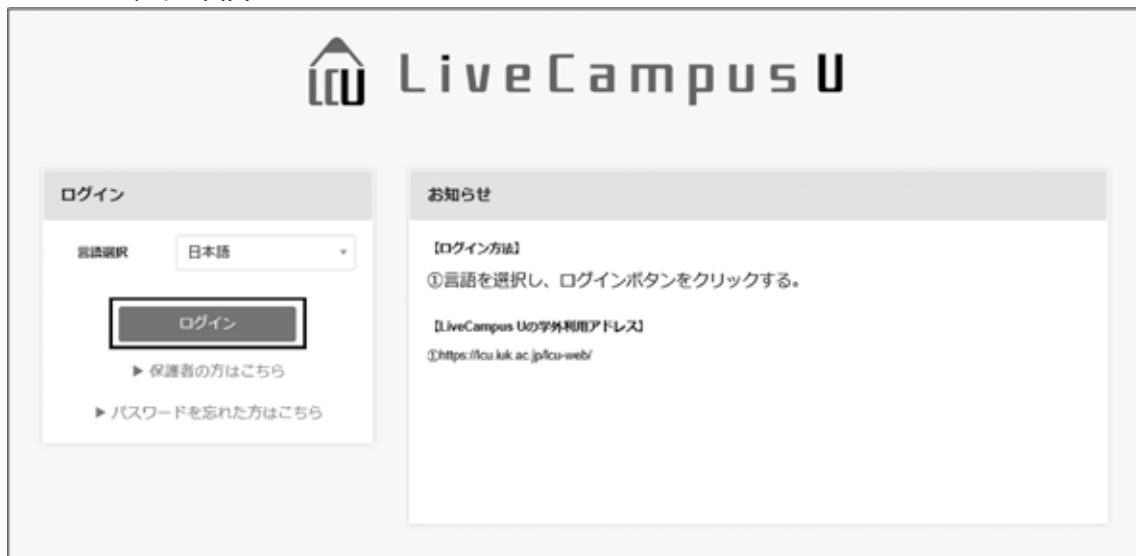 LCU LiveCampus U
ログイン
言語選択 日本語
ログイン
▶ 保護者の方はこちら
▶ パスワードを忘れた方はこちら
お知らせ
【ログイン方法】
①言語を選択し、ログインボタンをクリックする。
【LiveCampus Uの学外利用アドレス】
①https://lcu.iuk.ac.jp/lcu-web/